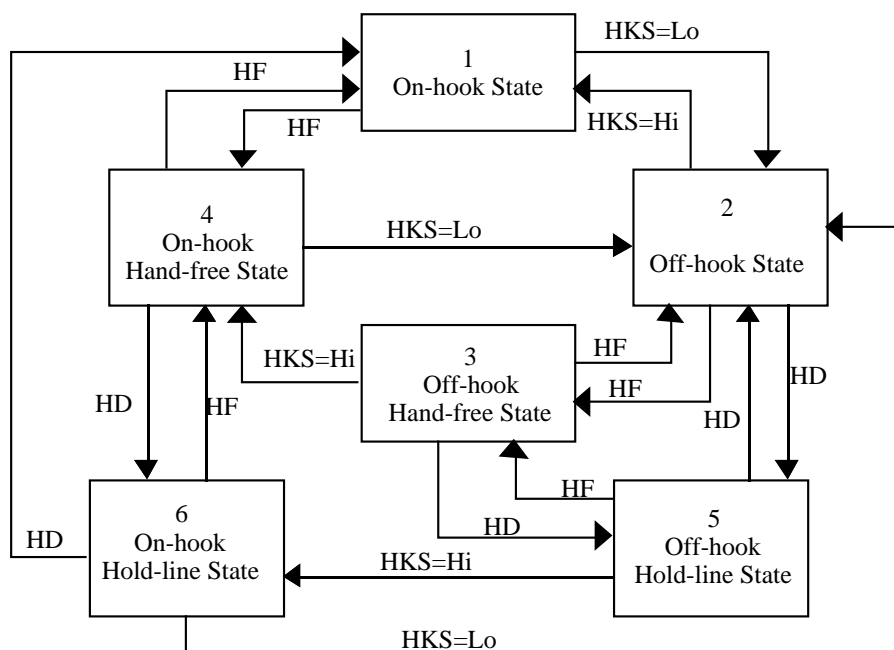 HKS=Lo
1
On-hook State
HF
HF
HKS=Hi
4
On-hook
Hand-free State
HKS=Lo
2
Off-hook State
HKS=Hi
3
Off-hook
Hand-free State
HF
HF
HD
HD
HF
HD
HF
HD
6
On-hook
Hold-line State
HD
HKS=Hi
5
Off-hook
Hold-line State
HKS=Lo